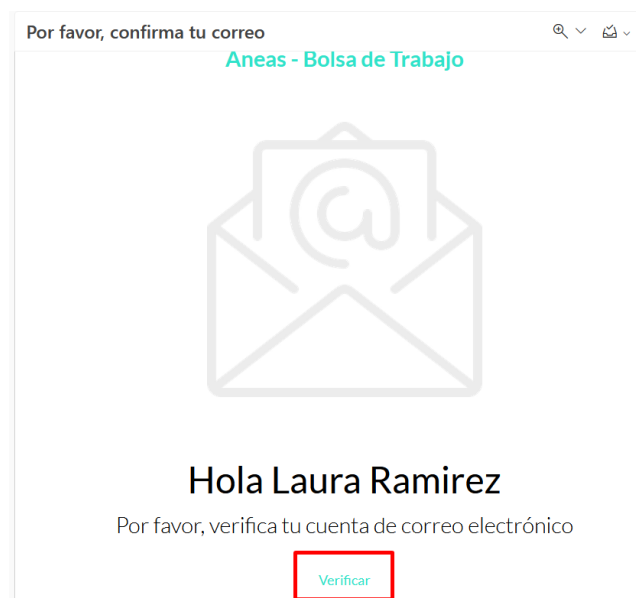 Por favor, confirma tu correo
Aneas - Bolsa de Trabajo
Hola Laura Ramirez
Por favor, verifica tu cuenta de correo electrónico
Verificar